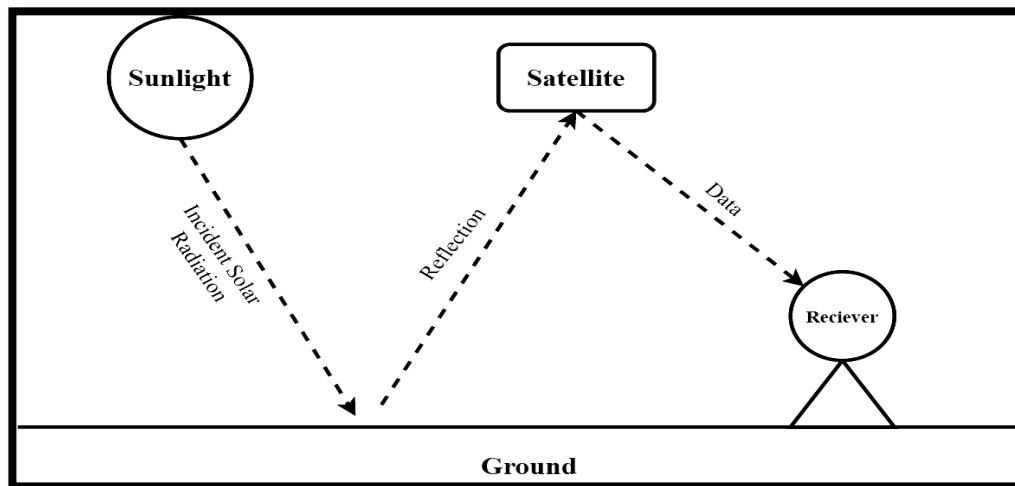 Sunlight
Satellite
Incident Solar
Radiation
Reflection
Data
Reciever
Ground